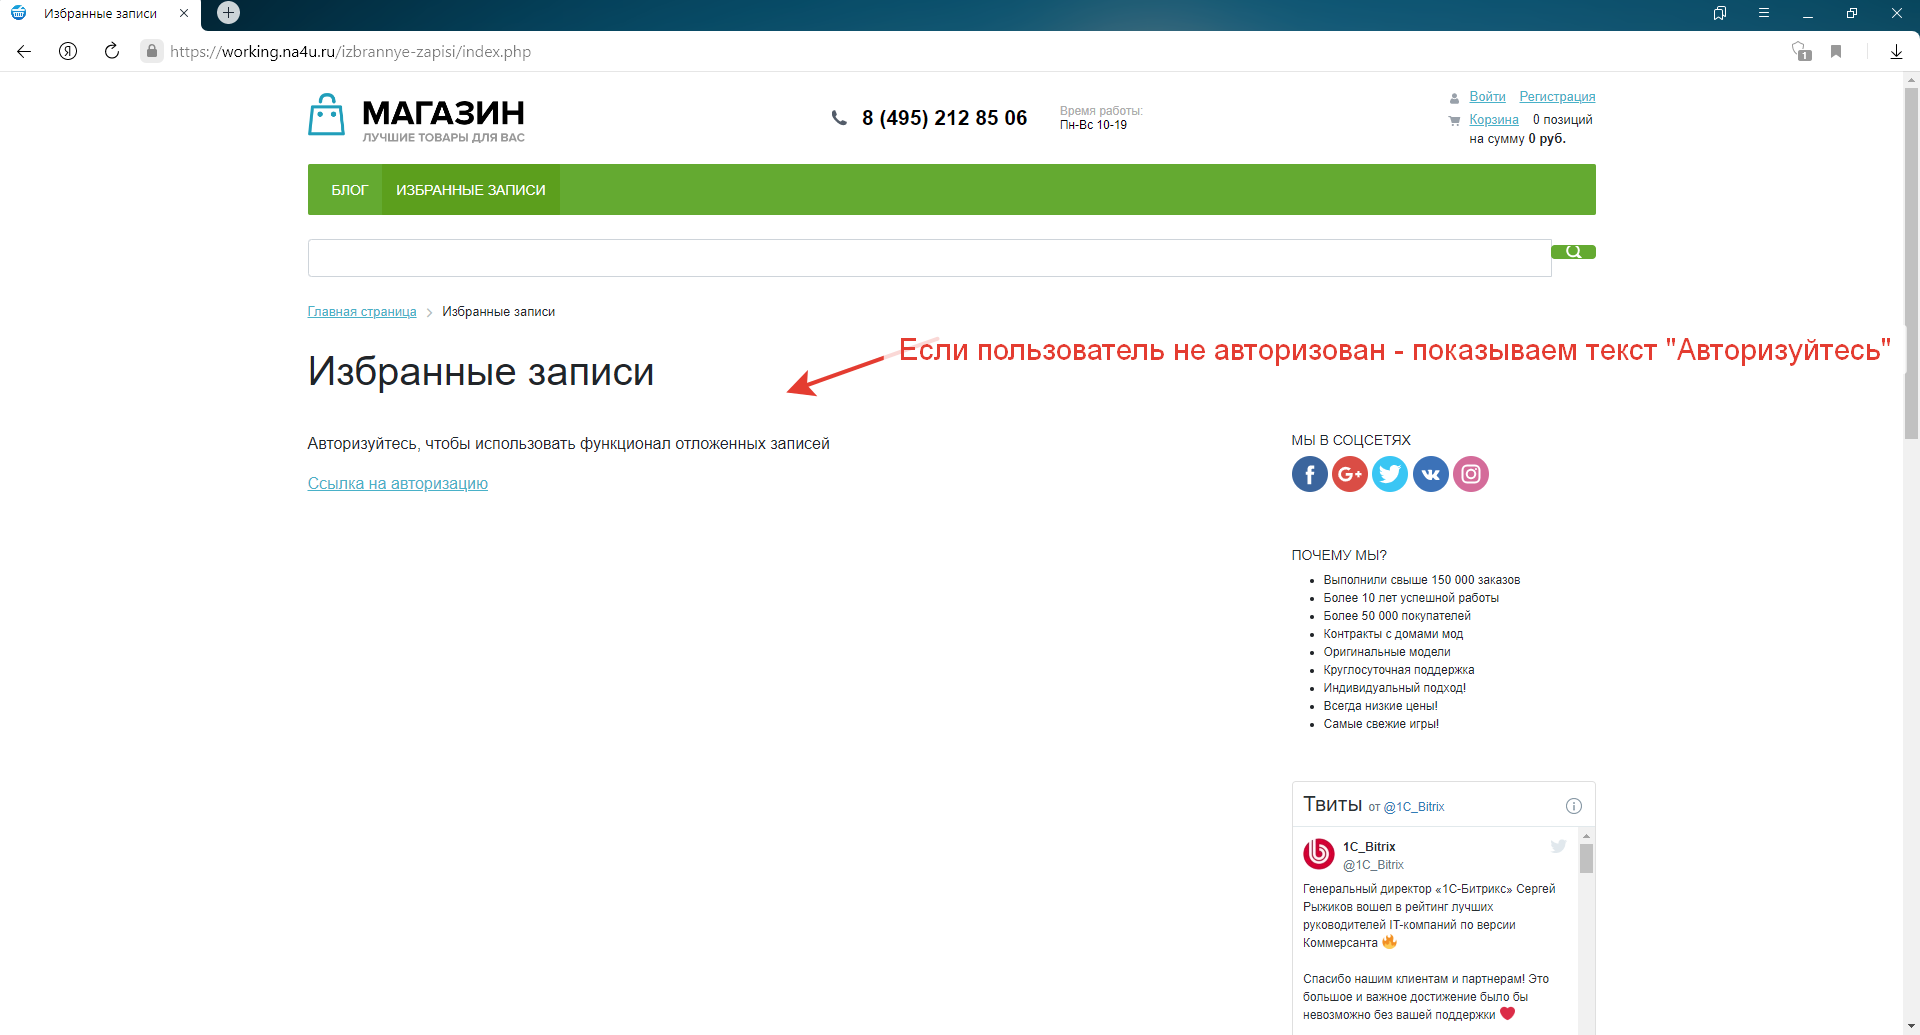 Избранные записи
https://working.na4u.ru/izbrannye-zapisi/index.php
1
МАГАЗИН
ЛУЧШИЕ ТОВАРЫ ДЛЯ ВАС
8 (495) 212 85 06
Время работы:
Пн-Вс 10-19
Войти Регистрация
Корзина 0 позиций
на сумму 0 руб.
БЛОГ ИЗБРАННЫЕ ЗАПИСИ
Главная страница Избранные записи
Если пользователь не авторизован - показываем текст "Авторизуйтесь"
Избранные записи
Авторизуйтесь, чтобы использовать функционал отложенных записей
Ссылка на авторизацию
МЫ В СОЦСЕТЯХ
ПОЧЕМУ МЫ?
Выполнили свыше 150 000 заказов
Более 10 лет успешной работы
Более 50 000 покупателей
Контракты с домами мод
Оригинальные модели
Круглосуточная поддержка
Индивидуальный подход!
Всегда низкие цены!
Самые свежие игры!
Твиты от @1C_Bitrix
1C_Bitrix
@1C_Bitrix
Генеральный директор «1С-Битрикс» Сергей
Рыжиков вошел в рейтинг лучших
руководителей IT-компаний по версии
Коммерсанта 🔥
Спасибо нашим клиентам и партнерам! Это
большое и важное достижение было бы
невозможно без вашей поддержки ❤️